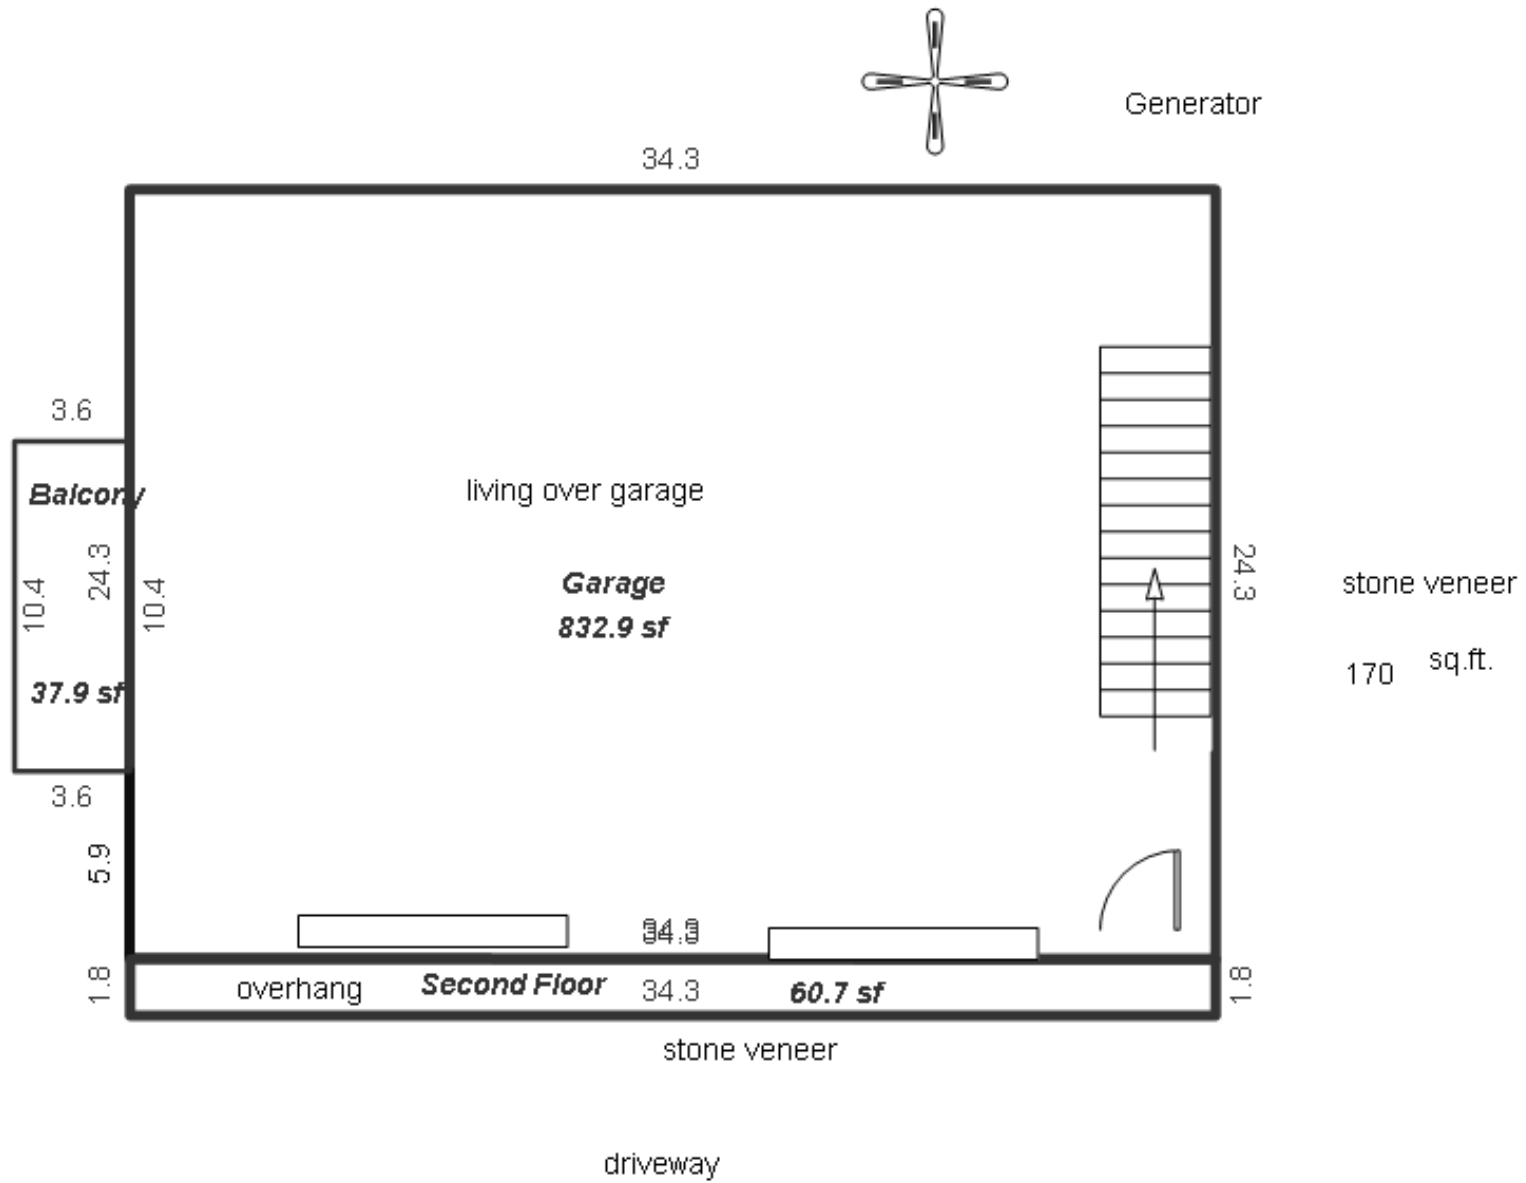 Generator
34.3
3.6
Balcony
living over garage
24.3
10.4
10.4
24.3
Garage
832.9 sf
stone veneer
170 sq.ft.
37.9 sf
3.6
5.9
34.3
1.8
overhang
Second Floor
34.3
60.7 sf
1.8
stone veneer
driveway